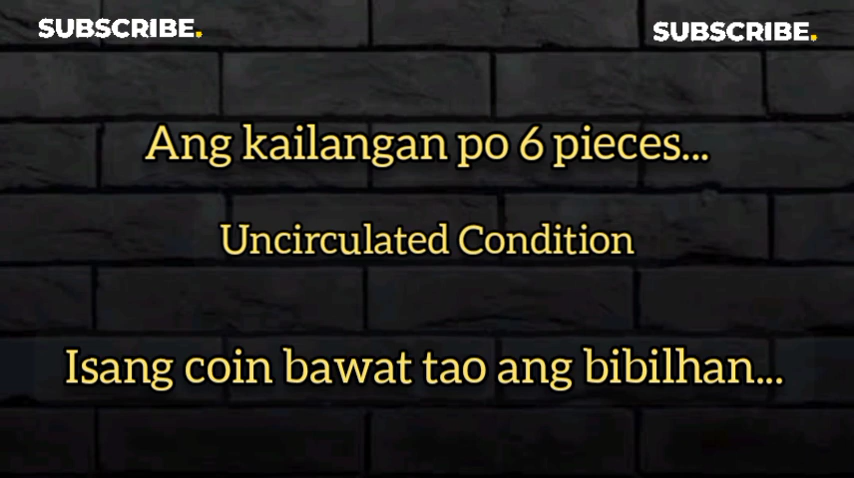 SUBSCRIBE.
SUBSCRIBE.
Ang kailangan po 6 pieces...
Uncirculated Condition
Isang coin bawat tao ang bibilhan...